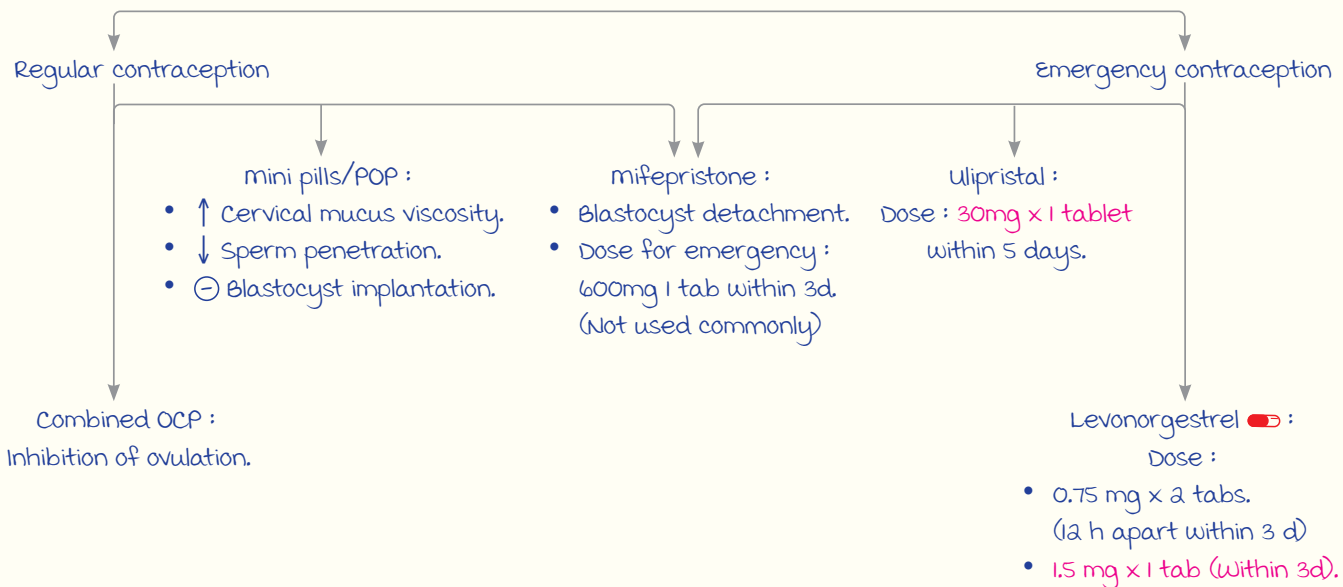 Regular contraception
Emergency contraception
mini pills/POP :
• ↑ Cervical mucus viscosity.
• ↓ Sperm penetration.
• ⊖ Blastocyst implantation.
mifepristone :
• Blastocyst detachment.
• Dose for emergency :
600mg 1 tab within 3d.
(Not used commonly)
Ulipristal :
Dose : 30mg x 1 tablet
within 5 days.
Combined OCP :
Inhibition of ovulation.
Levonorgestrel :
Dose :
• 0.75 mg x 2 tabs.
(12 h apart within 3 d)
• 1.5 mg x 1 tab (Within 3d).